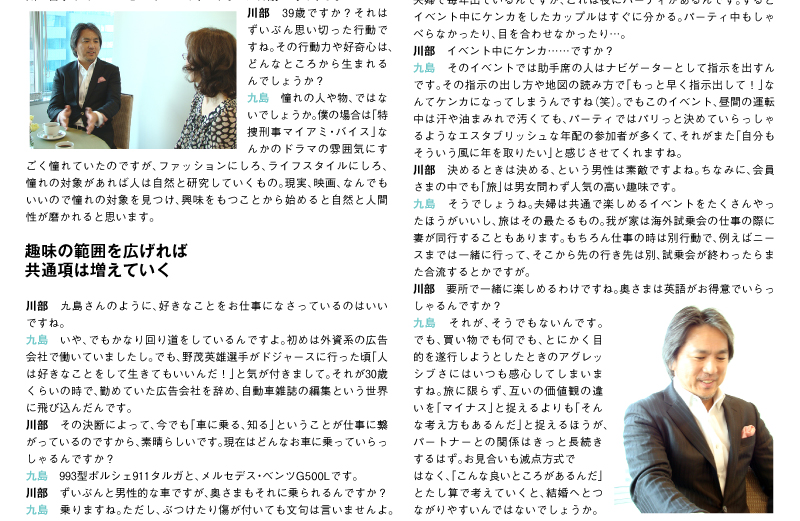 川部　39歳ですか？それは
ずいぶん思い切った行動で
すね。その行動力や好奇心は、
どんなところから生まれる
んでしょうか？
九島　憧れの人や物、ではな
いでしょうか。僕の場合は「特
捜刑事マイアミ・バイス」な
んかのドラマの雰囲気にす
ごく憧れていたのですが、ファッションにしろ、ライフスタイルにしろ、
憧れの対象があれば人は自然と研究していくもの。現実、映画、なんでも
いいので憧れの対象を見つけ、興味をもつことから始めると自然と人間
性が磨かれると思います。
趣味の範囲を広げれば
共通項は増えていく
川部　九島さんのように、好きなことをお仕事になさっているのはいい
ですね。
九島　いや、でもかなり回り道をしているんですよ。初めは外資系の広告
会社で働いていましたし。でも、野茂英雄選手がドジャースに行った頃「人
は好きなことをして生きてもいいんだ！」と気が付きまして。それが30歳
くらいの時で、勤めていた広告会社を辞め、自動車雑誌の編集という世界
に飛び込んだんです。
川部　その決断によって、今でも「車に乗る、知る」ということが仕事に繋
がっているのですから、素晴らしいです。現在はどんなお車に乗っていらっ
しゃるんですか？
九島　993型ポルシェ911タルガと、メルセデス・ベンツG500Lです。
川部　ずいぶんと男性的な車ですが、奥さまもそれに乗られるんですか？
九島　乗りますね。ただし、ぶつけたり傷が付いても文句は言いませんよ。
夫婦で毎年出ているんですが、これは夜にパーティがあるんです。すると
イベント中にケンカをしたカップルはすぐに分かる。パーティ中もしゃ
べらなかったり、目を合わせなかったり…。
川部　イベント中にケンカ……ですか？
九島　そのイベントでは助手席の人はナビゲーターとして指示を出すん
です。その指示の出し方や地図の読み方で「もっと早く指示出して！」な
んてケンカになってしまうんですね（笑）。でもこのイベント、昼間の運転
中は汗や油まみれで汚くても、パーティではバリっと決めていらっしゃ
るようなエスタブリッシュな年配の参加者が多くて、それがまた「自分も
そういう風に年を取りたい」と感じさせてくれますね。
川部　決めるときは決める、という男性は素敵ですよね。ちなみに、会員
さまの中でも「旅」は男女問わず人気の高い趣味です。
九島　そうでしょうね。夫婦は共通で楽しめるイベントをたくさんやっ
たほうがいいし、旅はその最たるもの。我が家は海外試乗会の仕事の際に
妻が同行することもあります。もちろん仕事の時は別行動で、例えばニー
スまでは一緒に行って、そこから先の行き先は別、試乗会が終わったらま
た合流するとかですが。
川部　要所で一緒に楽しめるわけですね。奥さまは英語がお得意でいらっ
しゃるんですか？
九島　それが、そうでもないんです。
でも、買い物でも何でも、とにかく目
的を遂行しようとしたときのアグレッ
シブさにはいつも感心してしまいま
すね。旅に限らず、互いの価値観の違
いを「マイナス」と捉えるよりも「そん
な考え方もあるんだ」と捉えるほうが、
パートナーとの関係はきっと長続き
するはず。お見合いも減点方式で
はなく、「こんな良いところがあるんだ」
とたし算で考えていくと、結婚へとつ
ながりやすいんではないでしょうか。